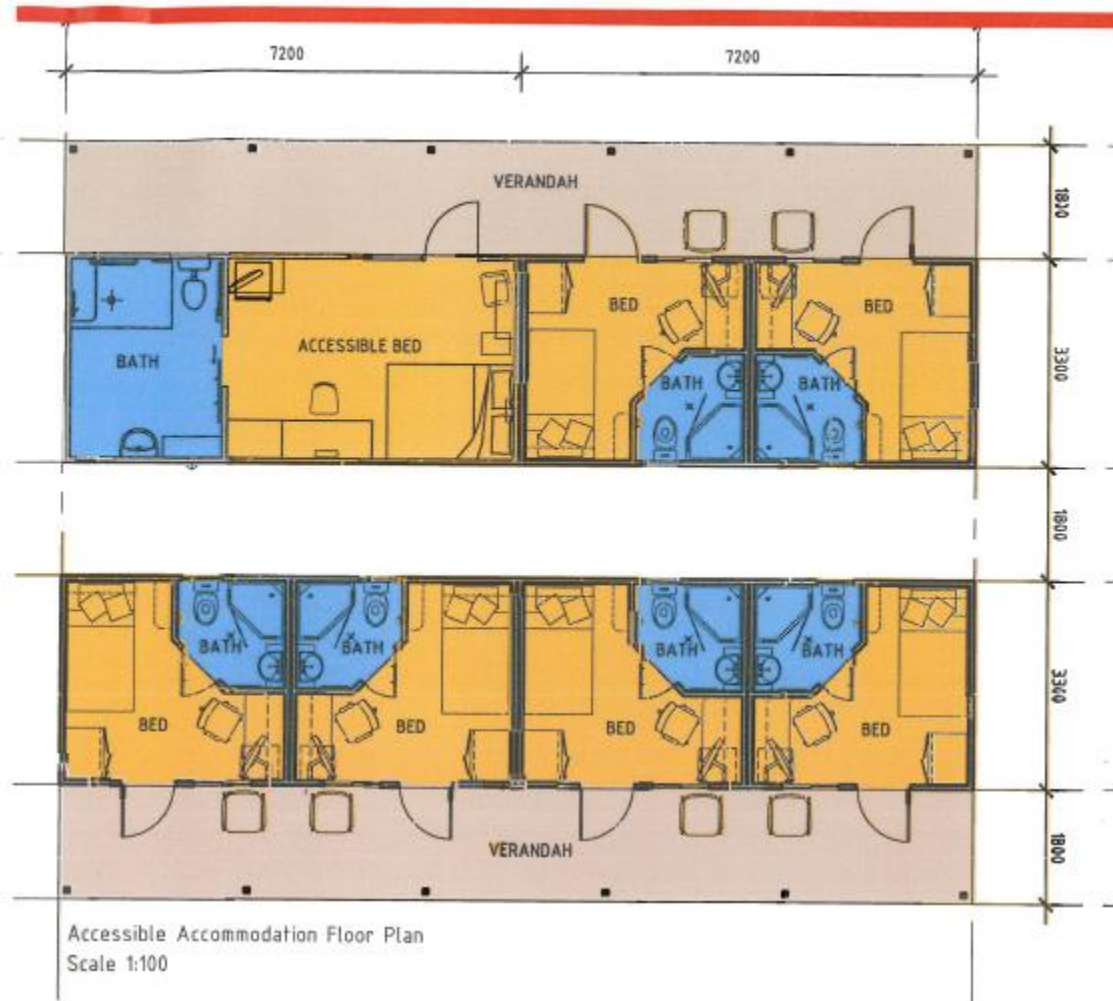 7200
7200
VERANDAH
1800
BED
BED
3300
ACCESSIBLE BED
BATH
BATH
BATH
1800
BATH
BATH
BATH
BATH
3300
BED
BED
BED
BED
VERANDAH
1800
Accessible Accommodation Floor Plan
Scale 1:100